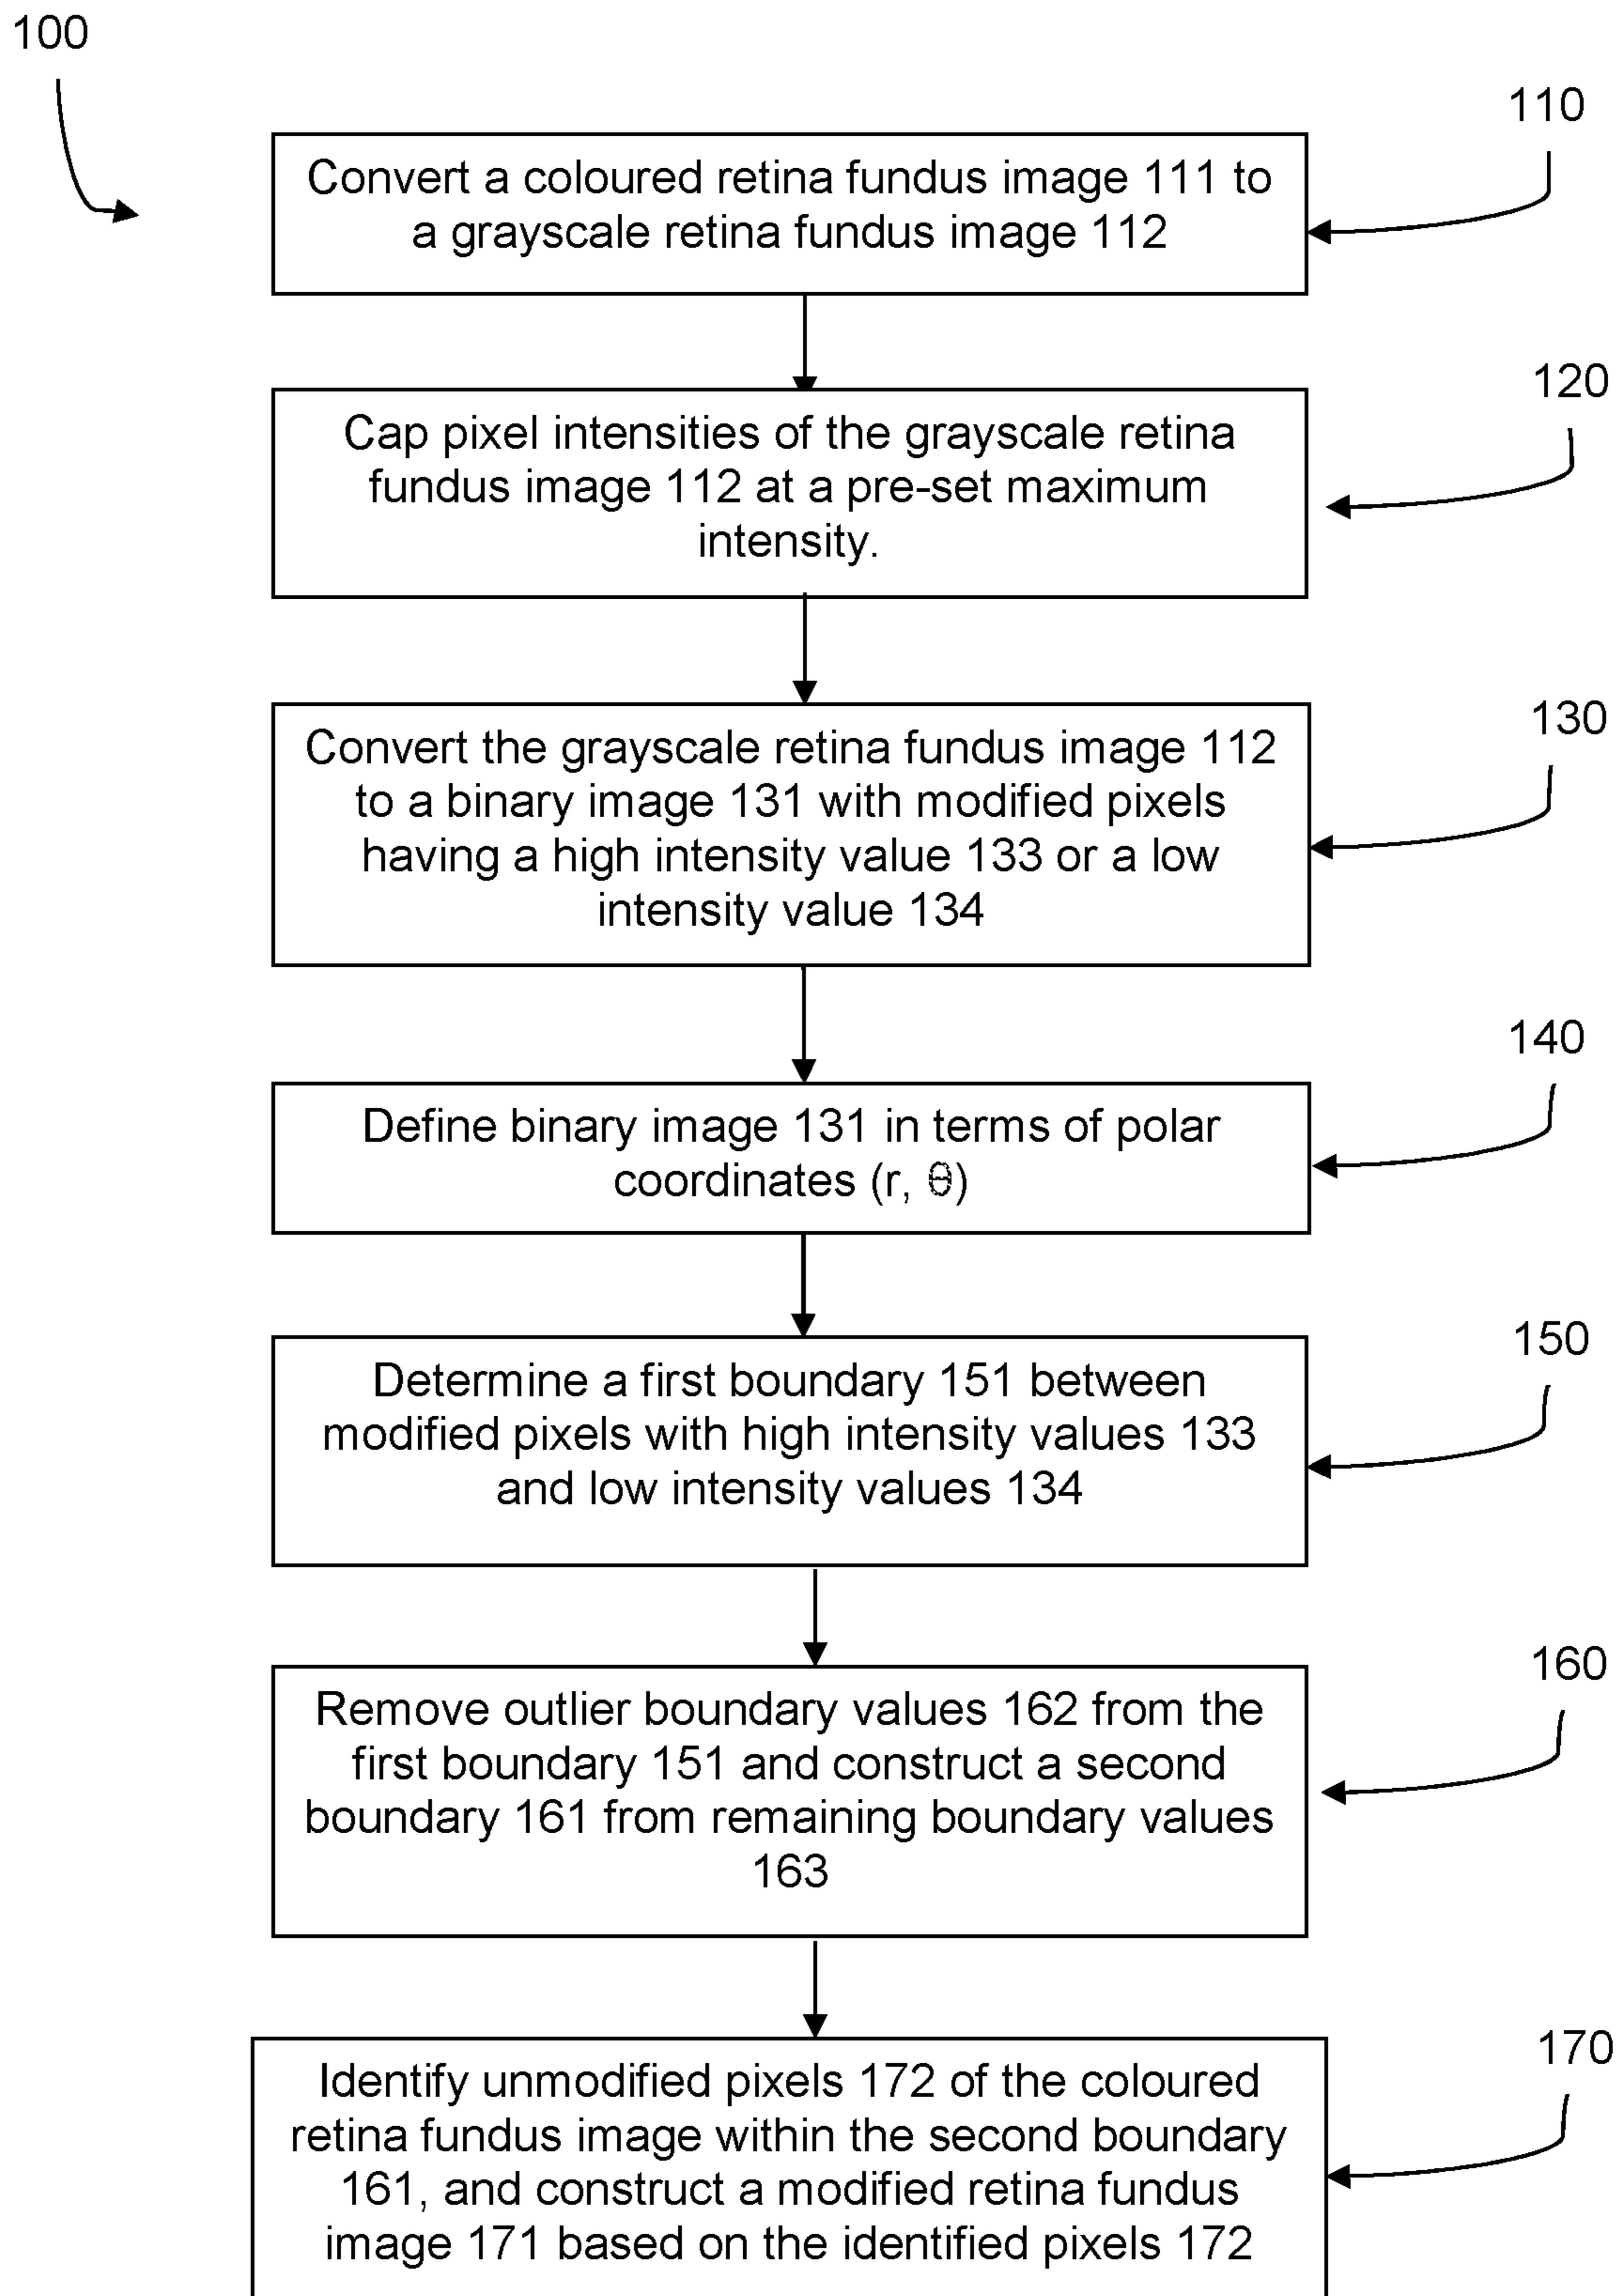 100
110
Convert a coloured retina fundus image 111 to
a grayscale retina fundus image 112
120
Cap pixel intensities of the grayscale retina
fundus image 112 at a pre-set maximum
intensity.
130
Convert the grayscale retina fundus image 112
to a binary image 131 with modified pixels
having a high intensity value 133 or a low
intensity value 134
140
Define binary image 131 in terms of polar
coordinates (r, θ)
150
Determine a first boundary 151 between
modified pixels with high intensity values 133
and low intensity values 134
160
Remove outlier boundary values 162 from the
first boundary 151 and construct a second
boundary 161 from remaining boundary values
163
170
Identify unmodified pixels 172 of the coloured
retina fundus image within the second boundary
161, and construct a modified retina fundus
image 171 based on the identified pixels 172